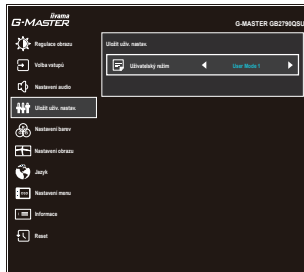 iiyama
G-MASTER
G-MASTER GB2790QSU
Regulace obrazu
Volba vstupů
Nastavení audio
Uložit uživ. nastav.
Nastavení barev
Nastavení obrazu
Jazyk
OSD
Nastavení menu
Informace
Reset
Uložit uživ. nastav.
Uživatelský režim
User Mode 1